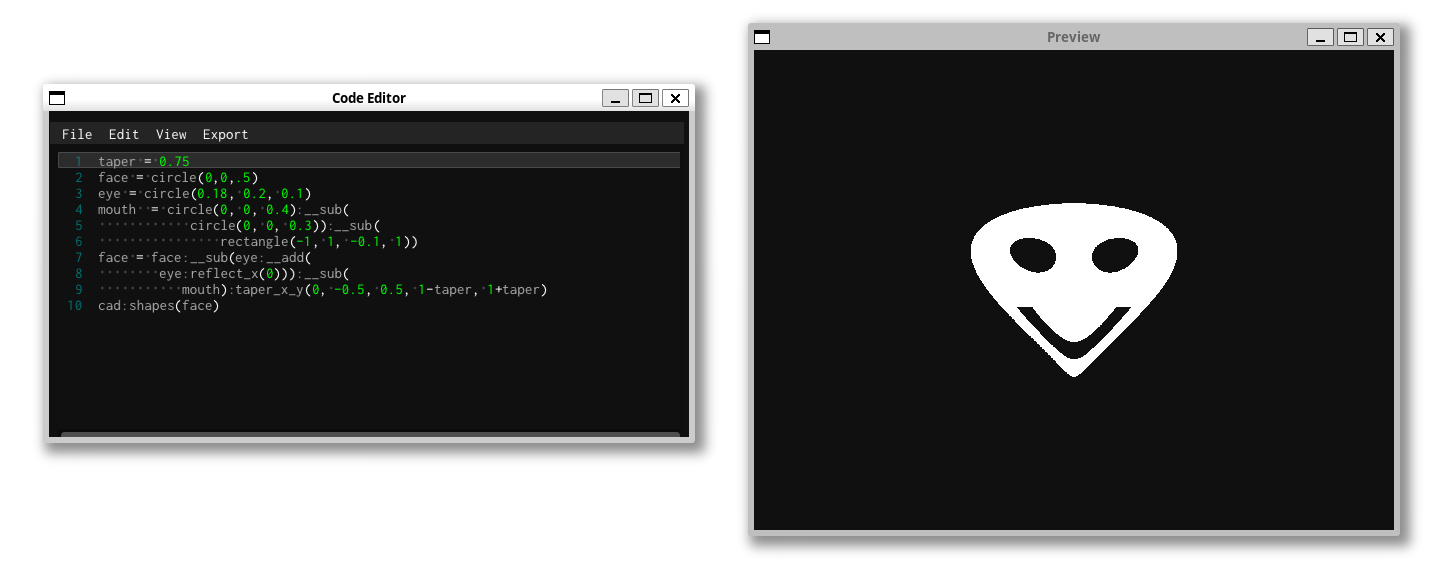 Code Editor
File Edit View Export
1 taper = 0.75
2 face = circle(0,0,.5)
3 eye = circle(0.18, 0.2, 0.1)
4 mouth  = circle(0, 0, 0.4):__sub(
5             circle(0, 0, 0.3)):__sub(
6                 rectangle(-1, 1, -0.1, 1))
7 face = face:__sub(eye:__add(
8         eye:reflect_x(0))):__sub(
9            mouth):taper_x_y(0, -0.5, 0.5, 1-taper, 1+taper)
10 cad:shapes(face)
Preview